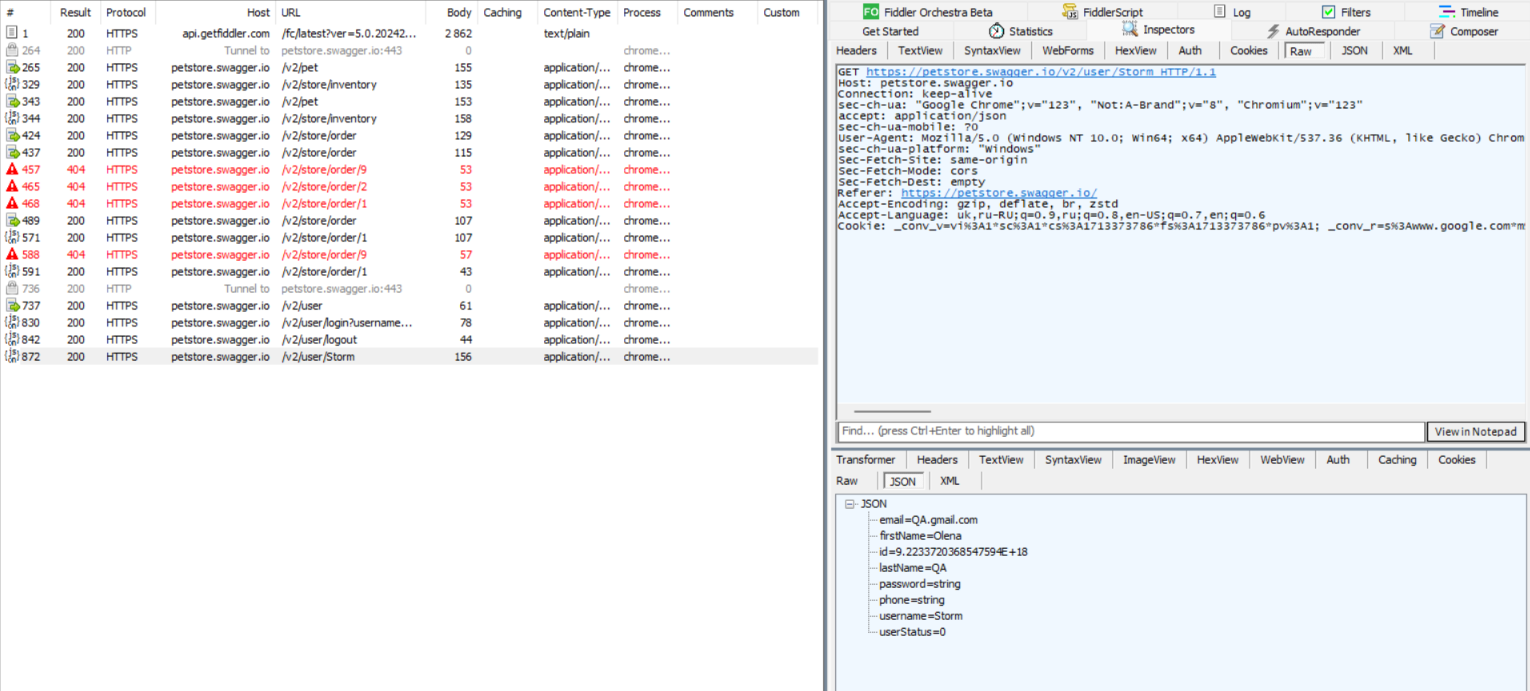 # Result Protocol Host URL Body Caching Content-Type Process Comments Custom
1 200 HTTPS api.getfiddler.com /fc/latest?ver=5.0.20242... 2 862 text/plain
264 200 HTTP Tunnel to petstore.swagger.io:443 0 chrome...
265 200 HTTPS petstore.swagger.io /v2/pet 155 application/... chrome...
329 200 HTTPS petstore.swagger.io /v2/store/inventory 135 application/... chrome...
343 200 HTTPS petstore.swagger.io /v2/pet 153 application/... chrome...
344 200 HTTPS petstore.swagger.io /v2/store/inventory 158 application/... chrome...
424 200 HTTPS petstore.swagger.io /v2/store/order 129 application/... chrome...
437 200 HTTPS petstore.swagger.io /v2/store/order 115 application/... chrome...
457 404 HTTPS petstore.swagger.io /v2/store/order/9 53 application/... chrome...
465 404 HTTPS petstore.swagger.io /v2/store/order/2 53 application/... chrome...
468 404 HTTPS petstore.swagger.io /v2/store/order/1 53 application/... chrome...
489 200 HTTPS petstore.swagger.io /v2/store/order 107 application/... chrome...
571 200 HTTPS petstore.swagger.io /v2/store/order/1 107 application/... chrome...
588 404 HTTPS petstore.swagger.io /v2/store/order/9 57 application/... chrome...
591 200 HTTPS petstore.swagger.io /v2/store/order/1 43 application/... chrome...
736 200 HTTP Tunnel to petstore.swagger.io:443 0 chrome...
737 200 HTTPS petstore.swagger.io /v2/user 61 application/... chrome...
830 200 HTTPS petstore.swagger.io /v2/user/login?username... 78 application/... chrome...
842 200 HTTPS petstore.swagger.io /v2/user/logout 44 application/... chrome...
872 200 HTTPS petstore.swagger.io /v2/user/Storm 156 application/... chrome...
FO Fiddler Orchestra Beta FiddlerScript Log Filters Timeline
Get Started Statistics Inspectors AutoResponder Composer
Headers TextView SyntaxView WebForms HexView Auth Cookies Raw JSON XML
GET https://petstore.swagger.io/v2/user/Storm HTTP/1.1
Host: petstore.swagger.io
Connection: keep-alive
sec-ch-ua: "Google Chrome";v="123", "Not:A-Brand";v="8", "Chromium";v="123"
accept: application/json
sec-ch-ua-mobile: ?0
User-Agent: Mozilla/5.0 (Windows NT 10.0; Win64; x64) AppleWebKit/537.36 (KHTML, like Gecko) Chrom
sec-ch-ua-platform: "Windows"
Sec-Fetch-Site: same-origin
Sec-Fetch-Mode: cors
Sec-Fetch-Dest: empty
Referer: https://petstore.swagger.io/
Accept-Encoding: gzip, deflate, br, zstd
Accept-Language: uk,ru-RU;q=0.9,ru;q=0.8,en-US;q=0.7,en;q=0.6
Cookie: _conv_v=vi%3A1*sc%3A1*cs%3A1713373786*fs%3A1713373786*pv%3A1; _conv_r=s%3Awww.google.com*m
Find... (press Ctrl+Enter to highlight all) View in Notepad
Transformer Headers TextView SyntaxView ImageView HexView WebView Auth Caching Cookies
Raw JSON XML
JSON
email=QA.gmail.com
firstName=Olena
id=9.2233720368547594E+18
lastName=QA
password=string
phone=string
username=Storm
userStatus=0